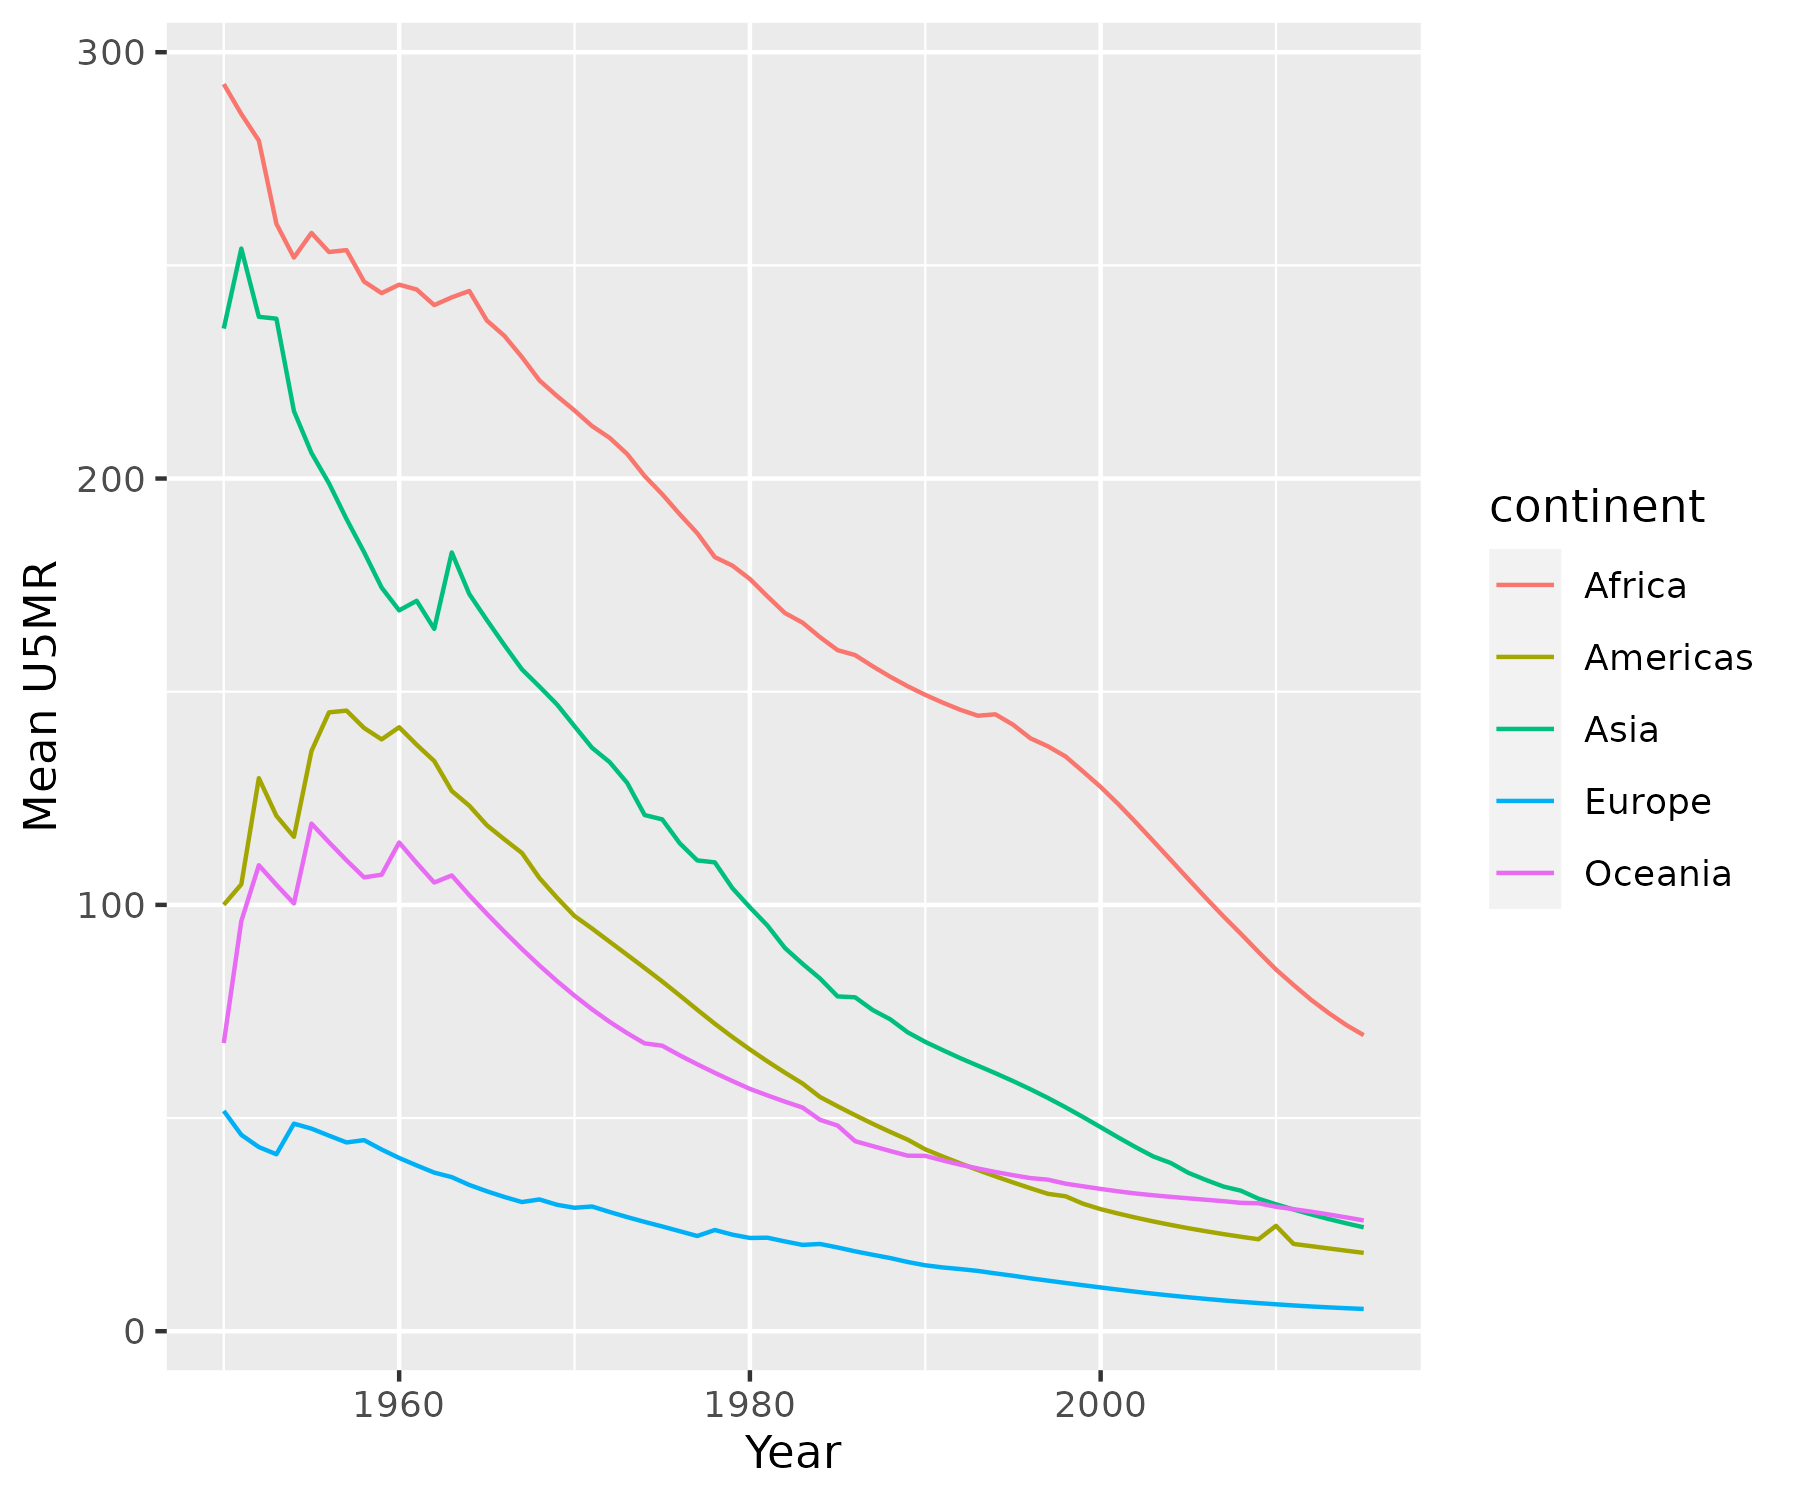 300
200
100
0
Mean U5MR
1960
1980
2000
Year
continent
Africa
Americas
Asia
Europe
Oceania